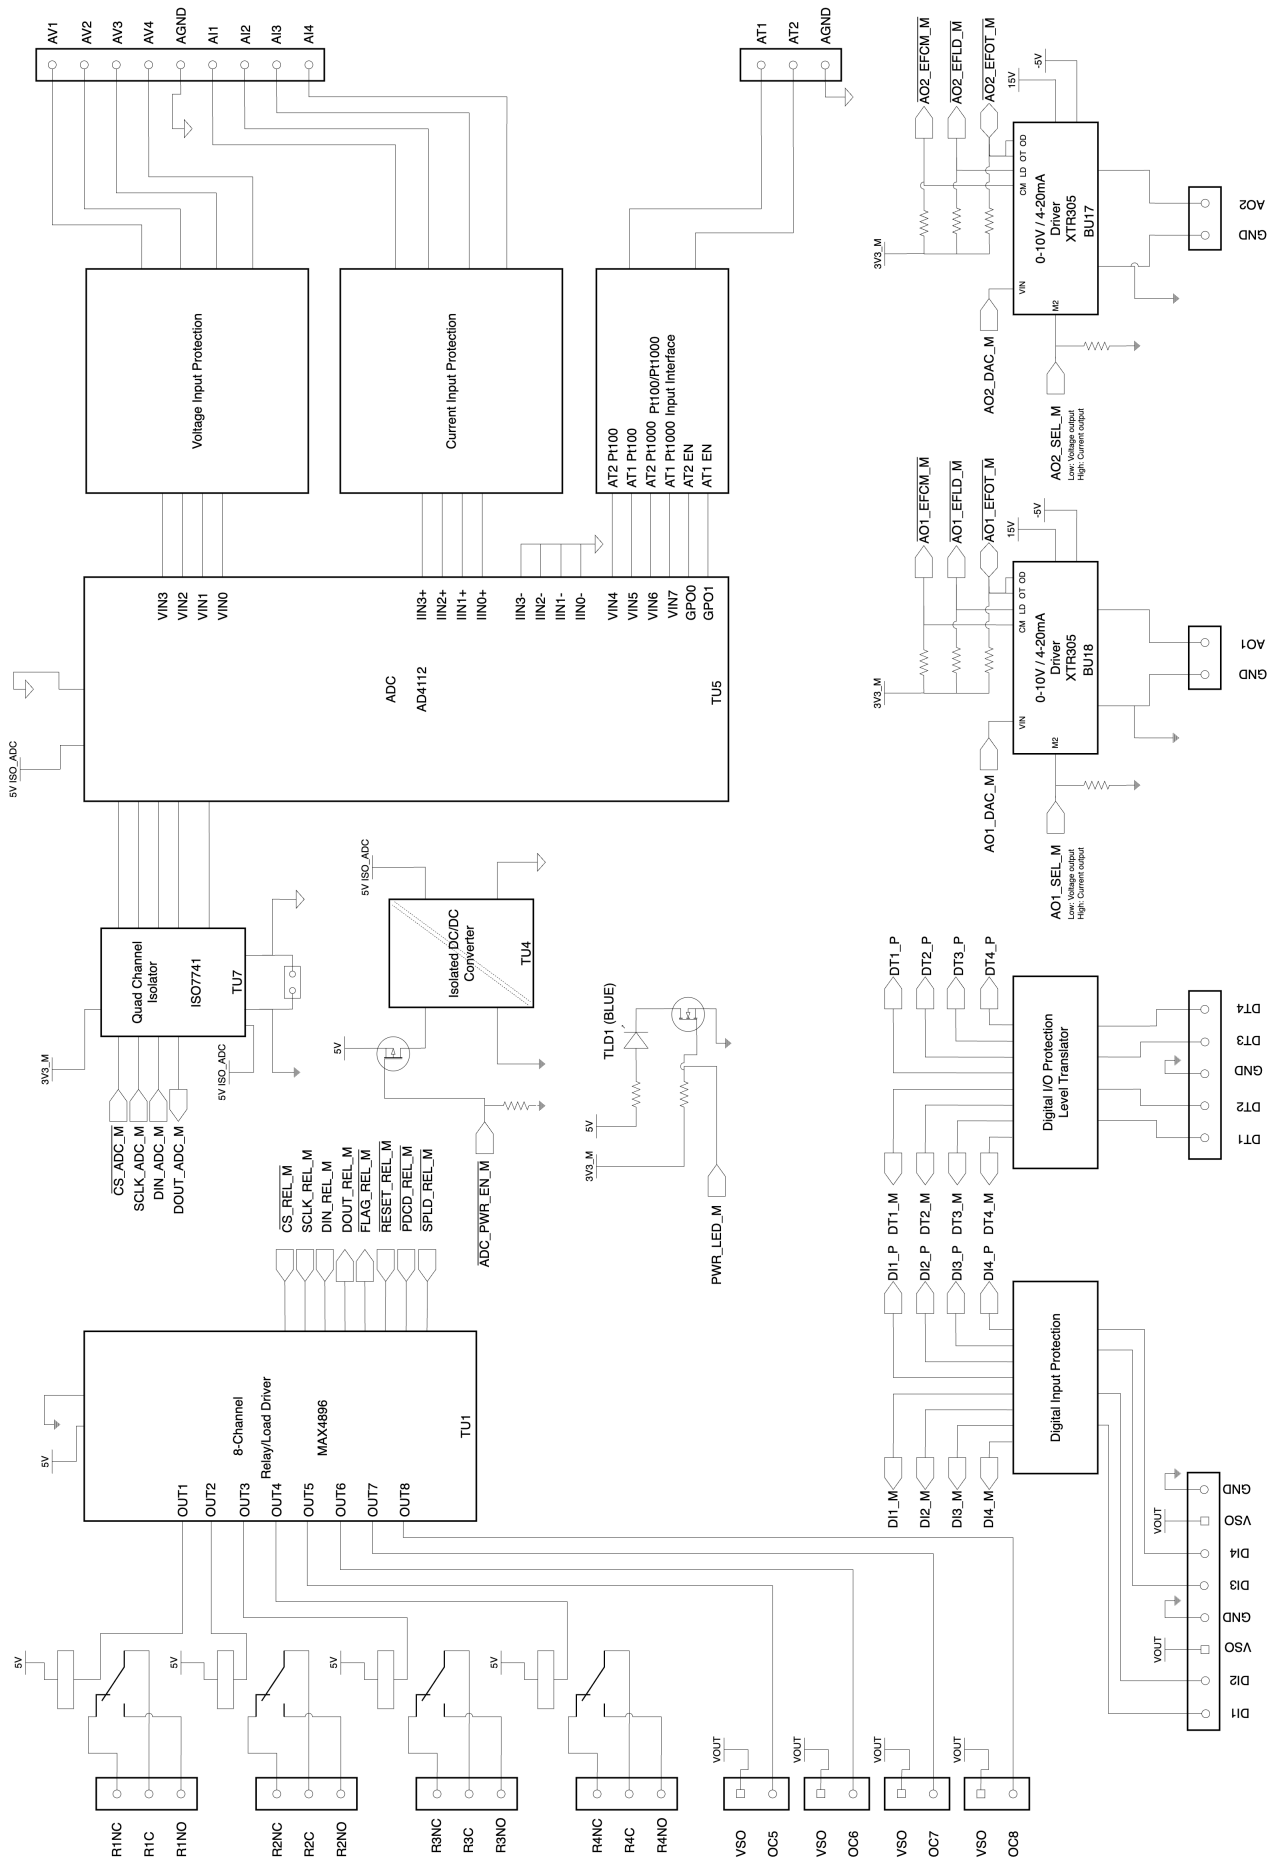 AV1
AV2
AV3
AV4
AGND
AI1
AI2
AI3
AI4
AT1
AT2
AGND
Voltage Input Protection
Current Input Protection
AT2 Pt100
AT1 Pt100
AT2 Pt1000
AT1 Pt1000
AT2 EN
AT1 EN
Pt100/Pt1000
Input Interface
VIN3
VIN2
VIN1
VIN0
IIN3+
IIN2+
IIN1+
IIN0+
IIN3-
IIN2-
IIN1-
IIN0-
VIN4
VIN5
VIN6
VIN7
GPO0
GPO1
ADC
AD4112
TU5
5V ISO_ADC
Quad Channel
Isolator
ISO7741
TU7
3V3_M
5V ISO_ADC
CS_ADC_M
SCLK_ADC_M
DIN_ADC_M
DOUT_ADC_M
5V ISO_ADC
Isolated DC/DC
Converter
TU4
5V
ADC_PWR_EN_M
TLD1 (BLUE)
5V
3V3_M
PWR_LED_M
CS_REL_M
SCLK_REL_M
DIN_REL_M
DOUT_REL_M
FLAG_REL_M
RESET_REL_M
PDCD_REL_M
SPLD_REL_M
8-Channel
Relay/Load Driver
MAX4896
TU1
5V
OUT1
OUT2
OUT3
OUT4
OUT5
OUT6
OUT7
OUT8
5V
5V
5V
5V
R1NC
R1C
R1NO
R2NC
R2C
R2NO
R3NC
R3C
R3NO
R4NC
R4C
R4NO
VOUT
VSO
OC5
VOUT
VSO
OC6
VOUT
VSO
OC7
VOUT
VSO
OC8
AO2_EFCM_M
AO2_EFLD_M
AO2_EFOT_M
15V
-5V
3V3_M
CM
LD
OT
OD
0-10V / 4-20mA
Driver
XTR305
BU17
VIN
M2
AO2_DAC_M
AO2_SEL_M
Low: Voltage output
High: Current output
AO2
GND
AO1_EFCM_M
AO1_EFLD_M
AO1_EFOT_M
15V
-5V
3V3_M
CM
LD
OT
OD
0-10V / 4-20mA
Driver
XTR305
BU18
VIN
M2
AO1_DAC_M
AO1_SEL_M
Low: Voltage output
High: Current output
AO1
GND
DT1_P
DT2_P
DT3_P
DT4_P
Digital I/O Protection
Level Translator
DT1_M
DT2_M
DT3_M
DT4_M
DT4
DT3
GND
DT2
DT1
DI1_P
DI2_P
DI3_P
DI4_P
Digital Input Protection
DI1_M
DI2_M
DI3_M
DI4_M
VOUT
VOUT
GND
VSO
DI4
DI3
GND
VSO
DI2
DI1